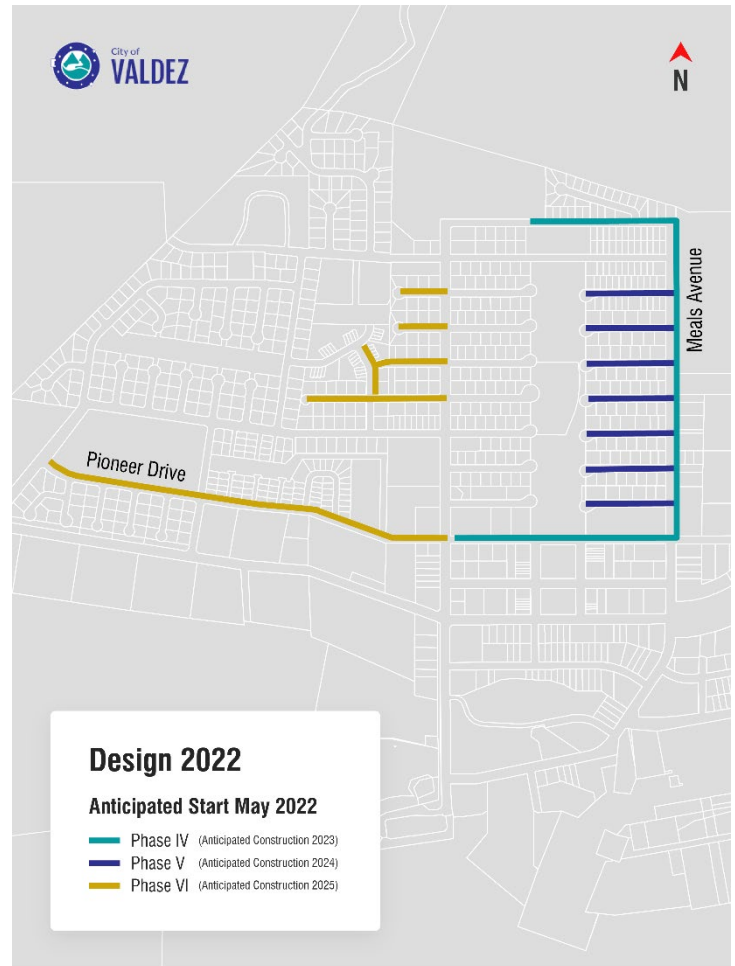 City of
VALDEZ
N
Meals Avenue
Pioneer Drive
Design 2022
Anticipated Start May 2022
Phase IV (Anticipated Construction 2023)
Phase V (Anticipated Construction 2024)
Phase VI (Anticipated Construction 2025)